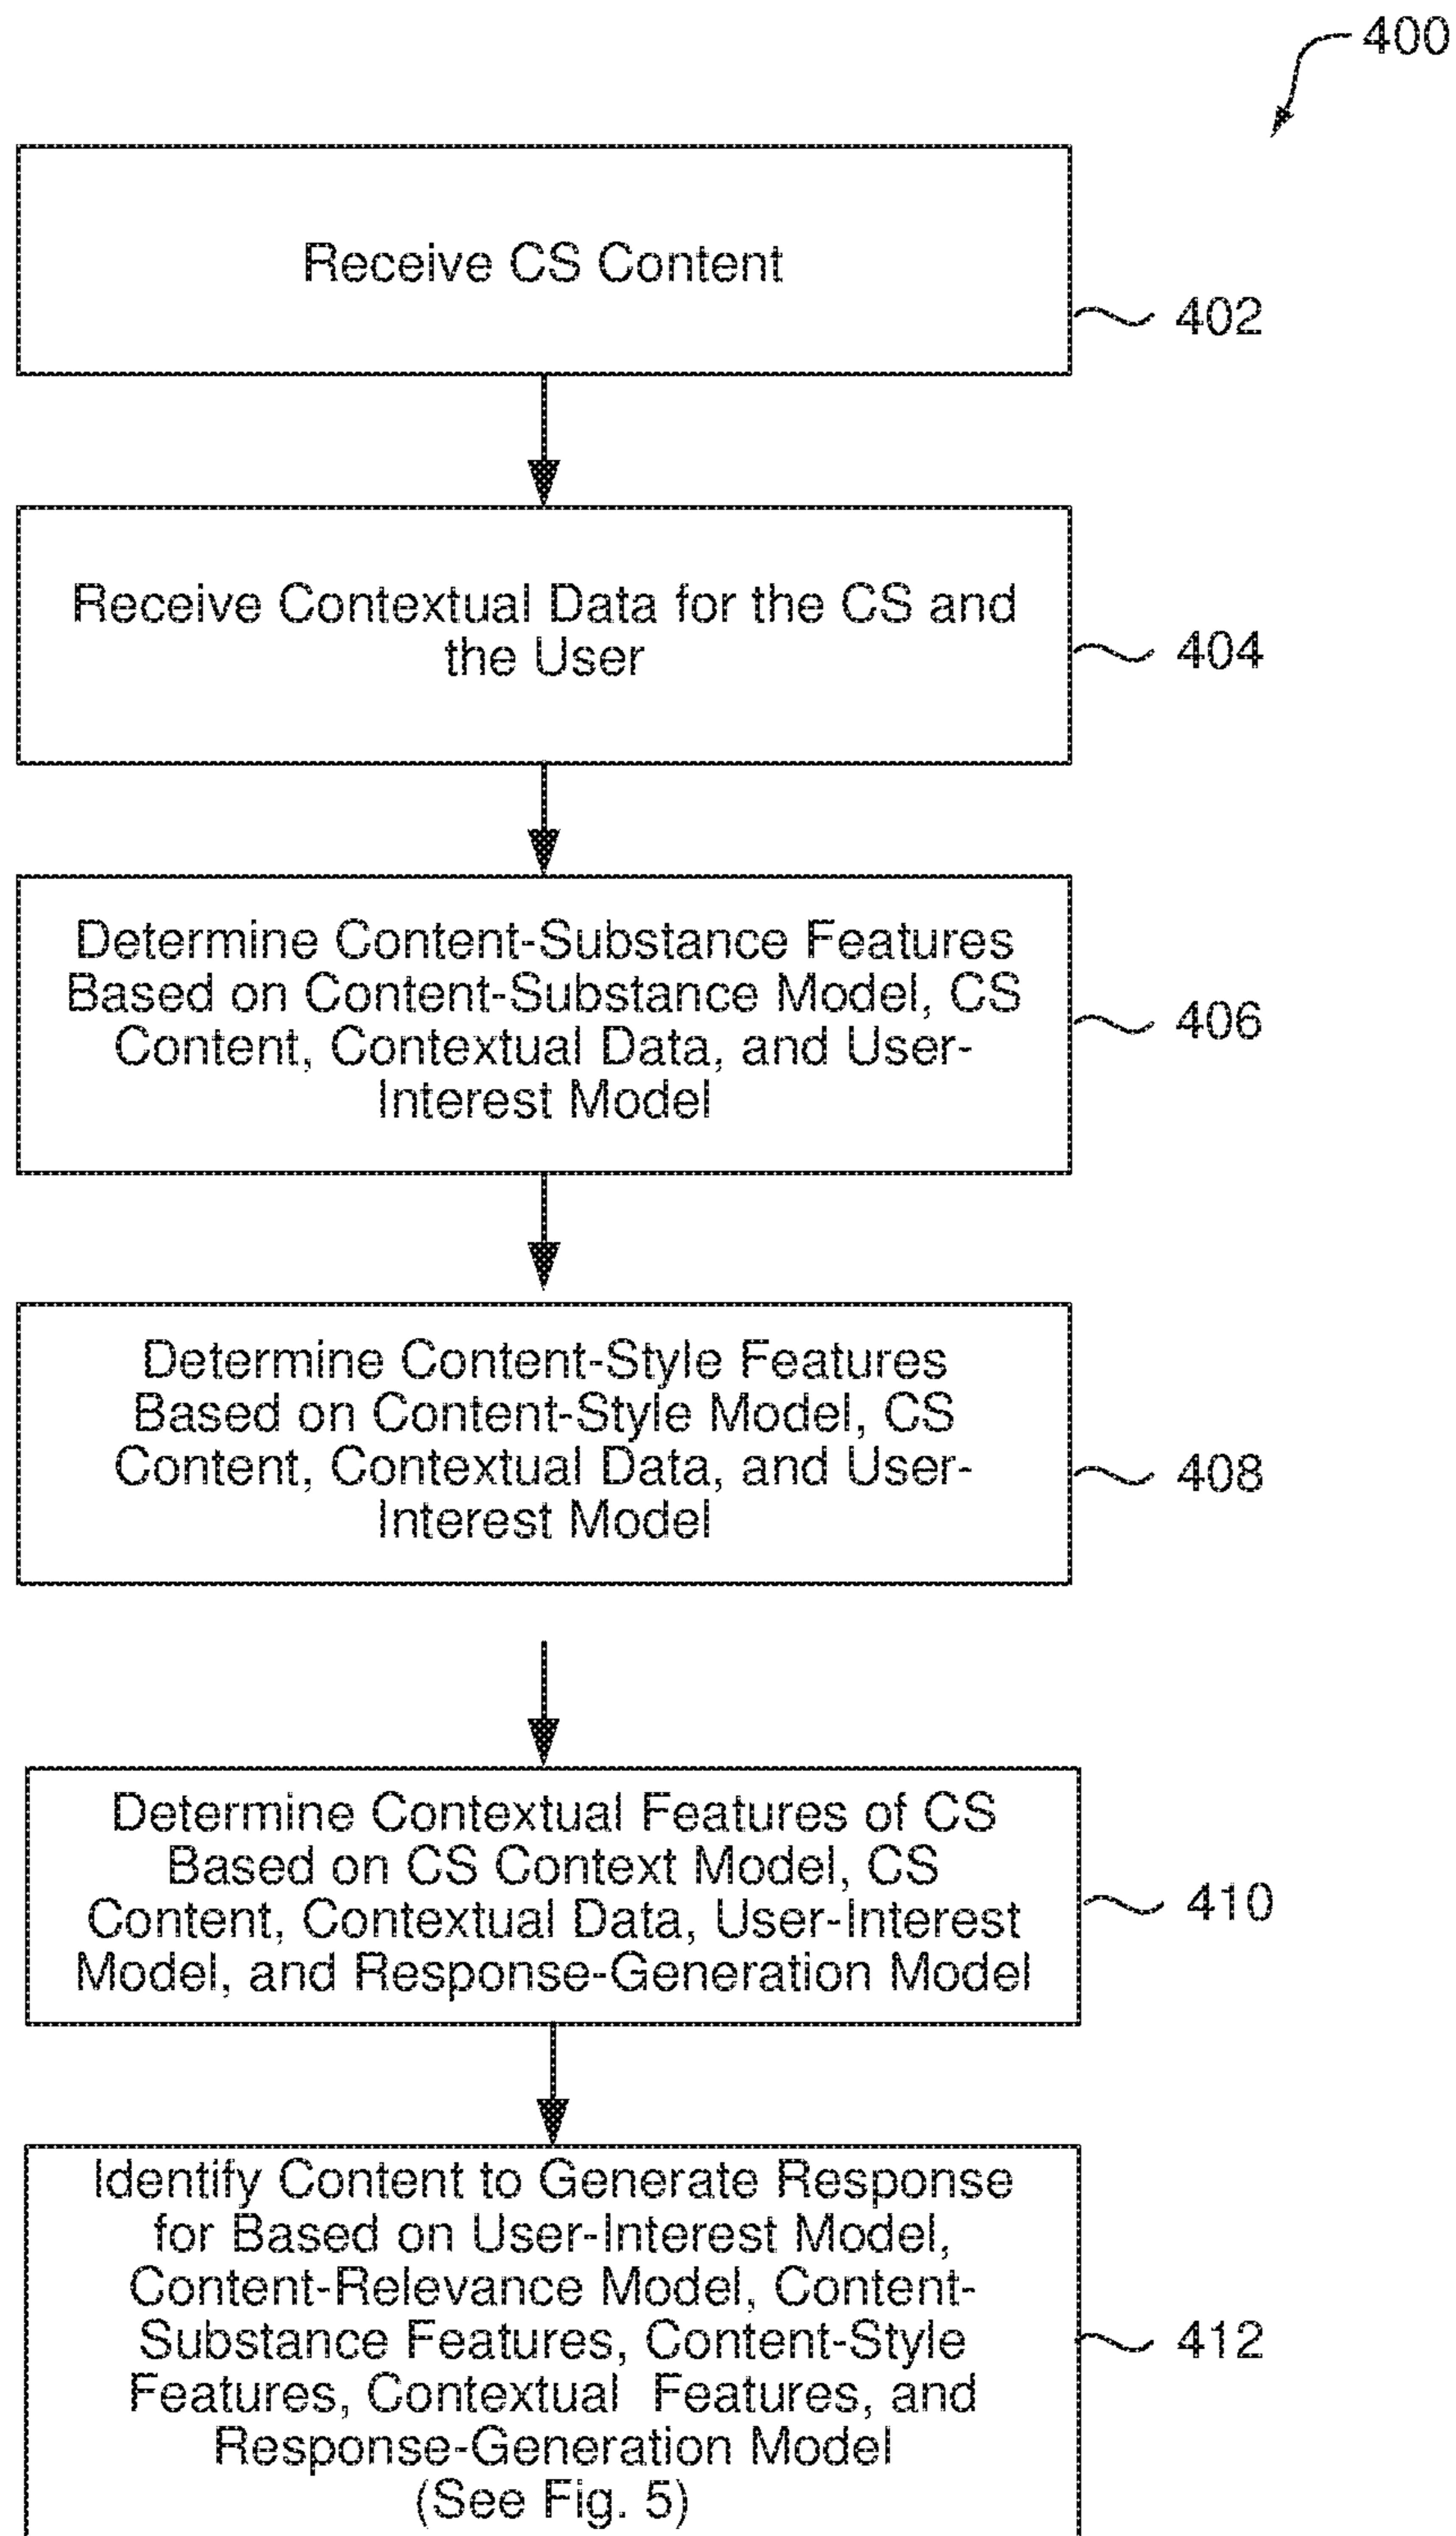 400
Receive CS Content
402
Receive Contextual Data for the CS and
the User
404
Determine Content-Substance Features
Based on Content-Substance Model, CS
Content, Contextual Data, and User-
Interest Model
406
Determine Content-Style Features
Based on Content-Style Model, CS
Content, Contextual Data, and User-
Interest Model
408
Determine Contextual Features of CS
Based on CS Context Model, CS
Content, Contextual Data, User-Interest
Model, and Response-Generation Model
410
Identify Content to Generate Response
for Based on User-Interest Model,
Content-Relevance Model, Content-
Substance Features, Content-Style
Features, Contextual Features, and
Response-Generation Model
(See Fig. 5)
412